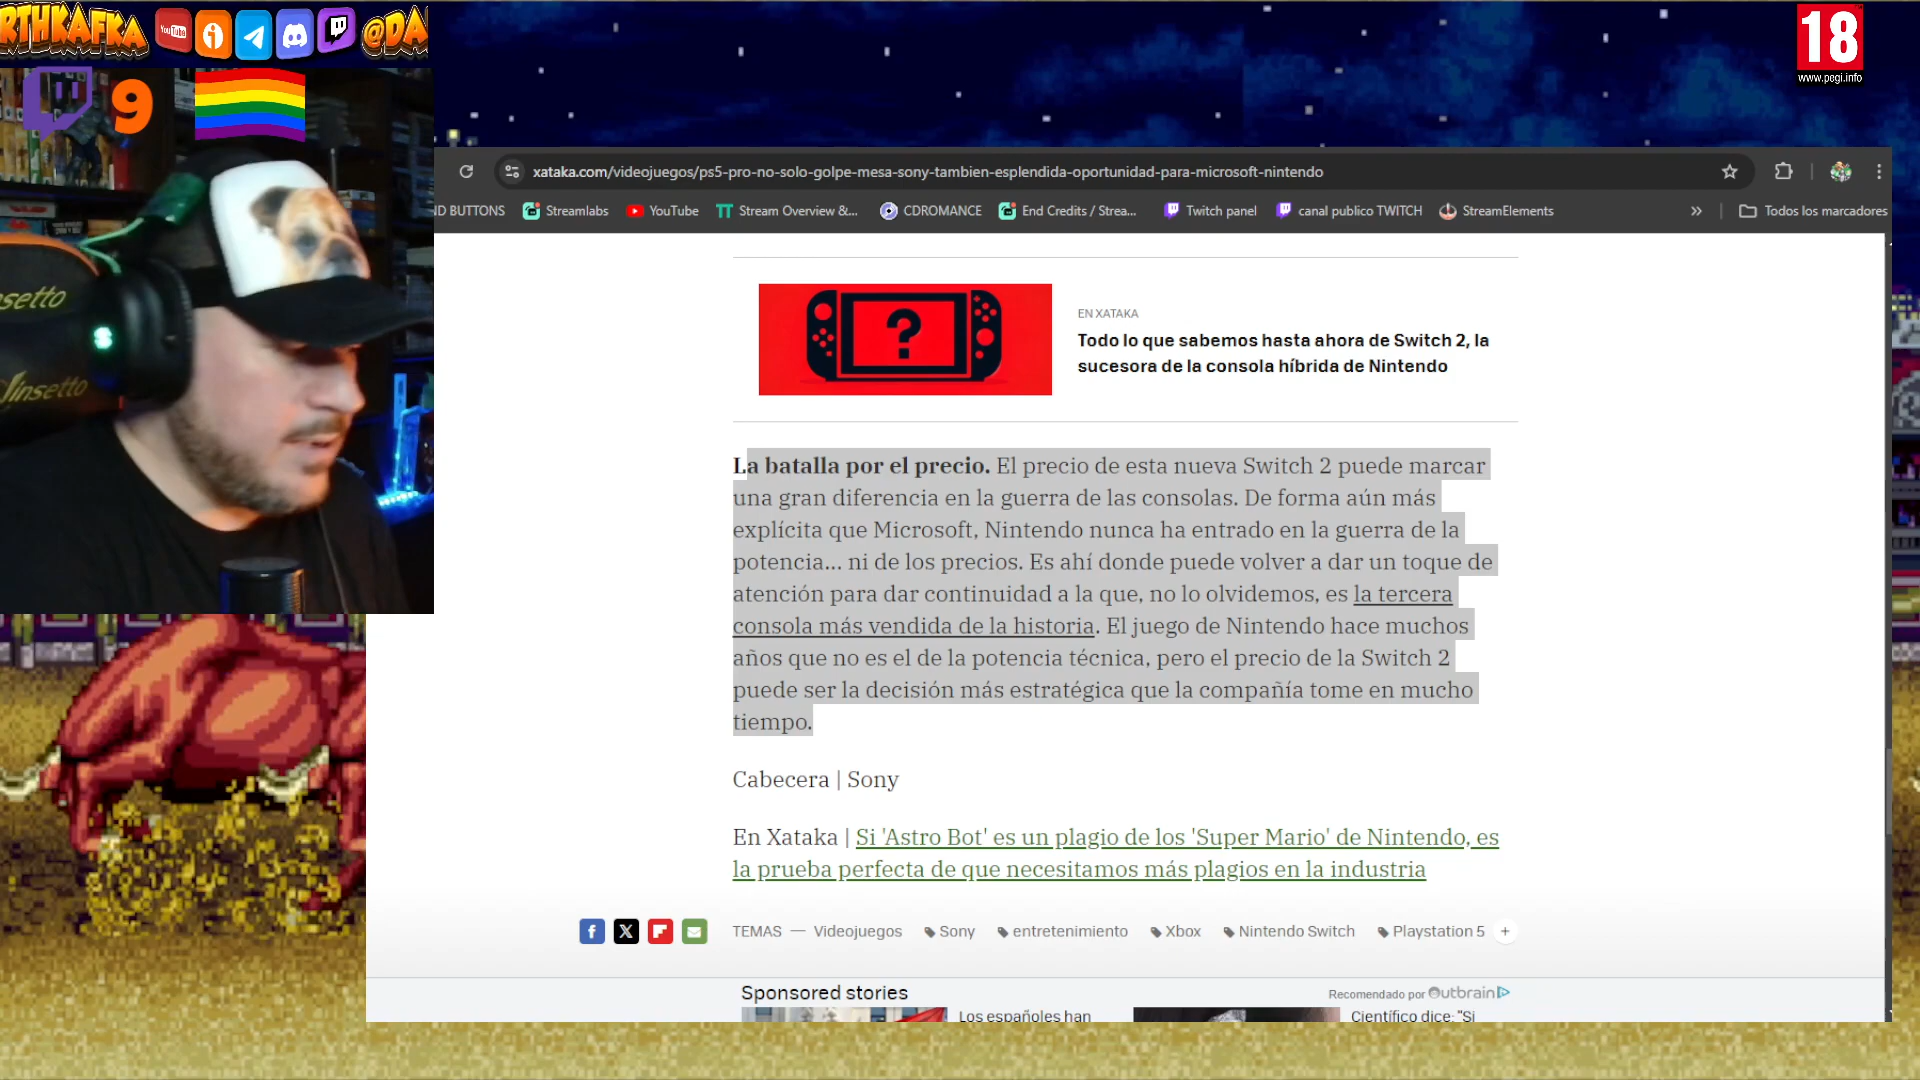 RTHKAFKA
YouTube
@DA
9
18
www.pegi.info
nsetto
insetto
xataka.com/videojuegos/ps5-pro-no-solo-golpe-mesa-sony-tambien-esplendida-oportunidad-para-microsoft-nintendo
ND BUTTONS
Streamlabs
YouTube
Stream Overview &...
CDROMANCE
End Credits / Strea...
Twitch panel
canal publico TWITCH
StreamElements
»
Todos los marcadores
?
EN XATAKA
Todo lo que sabemos hasta ahora de Switch 2, la
sucesora de la consola híbrida de Nintendo
La batalla por el precio. El precio de esta nueva Switch 2 puede marcar
una gran diferencia en la guerra de las consolas. De forma aún más
explícita que Microsoft, Nintendo nunca ha entrado en la guerra de la
potencia... ni de los precios. Es ahí donde puede volver a dar un toque de
atención para dar continuidad a la que, no lo olvidemos, es la tercera
consola más vendida de la historia. El juego de Nintendo hace muchos
años que no es el de la potencia técnica, pero el precio de la Switch 2
puede ser la decisión más estratégica que la compañía tome en mucho
tiempo.
Cabecera | Sony
En Xataka | Si 'Astro Bot' es un plagio de los 'Super Mario' de Nintendo, es
la prueba perfecta de que necesitamos más plagios en la industria
TEMAS — Videojuegos Sony entretenimiento Xbox Nintendo Switch Playstation 5 +
Sponsored stories
Recomendado por Outbrain
Los españoles han
Científico dice: "Si